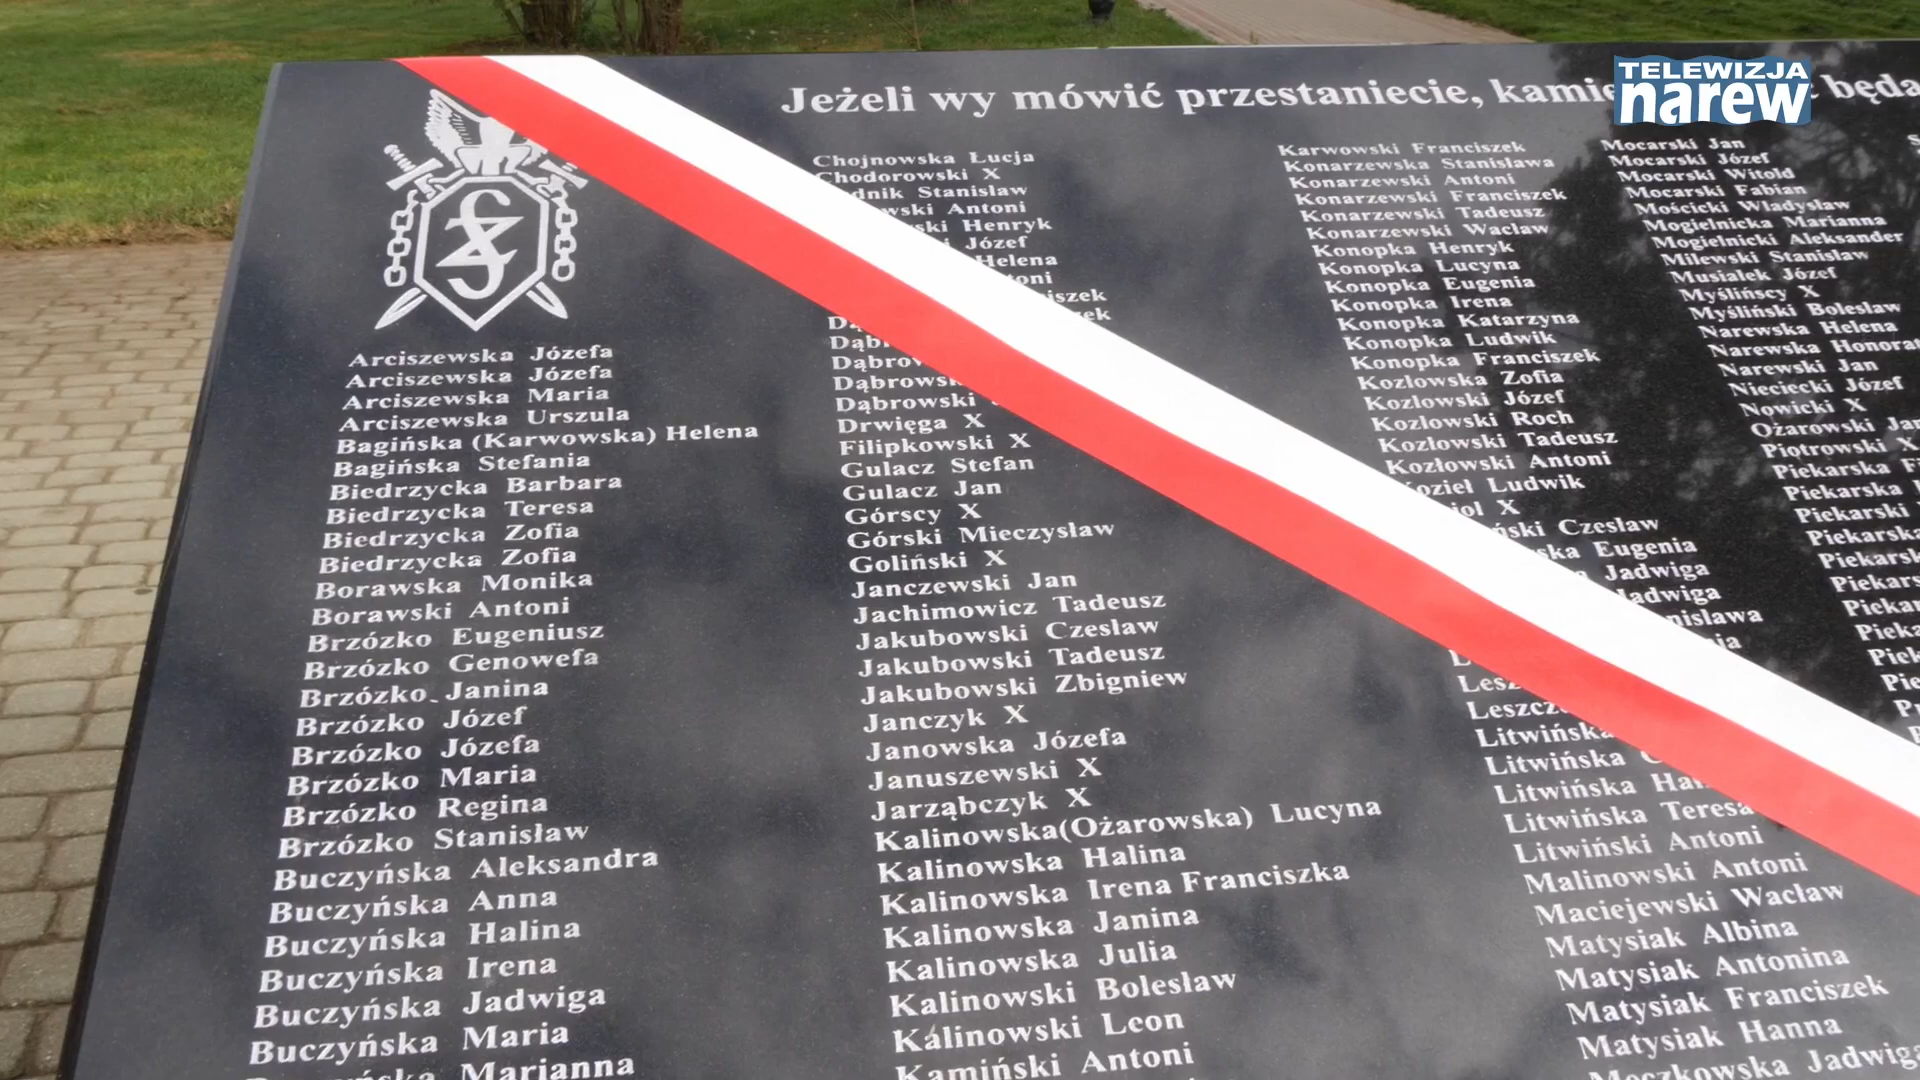 TELEWIZJA
narew
Jeżeli wy mówić przestaniecie, będą
Arciszewska Józefa
Arciszewska Józefa
Arciszewska Maria
Arciszewska Urszula
Bagińska (Karwowska) Helena
Bagińska Stefania
Biedrzycka Barbara
Biedrzycka Teresa
Biedrzycka Zofia
Biedrzycka Zofia
Borawska Monika
Borawski Antoni
Brzózko Eugeniusz
Brzózko Genowefa
Brzózko Janina
Brzózko Józef
Brzózko Józefa
Brzózko Maria
Brzózko Regina
Brzózko Stanisław
Buczyńska Aleksandra
Buczyńska Anna
Buczyńska Halina
Buczyńska Irena
Buczyńska Jadwiga
Buczyńska Maria
Marianna
Chojnowska Łucja
Chodorowski X
Stanisław
Antoni
Henryk
Józef
Helena
Drwięga X
Filipkowski X
Gulacz Stefan
Gulacz Jan
Górscy X
Górski Mieczysław
Goliński X
Janczewski Jan
Jachimowicz Tadeusz
Jakubowski Czesław
Jakubowski Tadeusz
Jakubowski Zbigniew
Janczyk X
Janowska Józefa
Januszewski X
Jarząbczyk X
Kalinowska(Ożarowska) Lucyna
Kalinowska Halina
Kalinowska Irena Franciszka
Kalinowska Janina
Kalinowska Julia
Kalinowski Bolesław
Kalinowski Leon
Kamiński Antoni
Karwowski Franciszek
Konarzewska Stanisława
Konarzewski Antoni
Konarzewski Franciszek
Konarzewski Tadeusz
Konarzewski Wacław
Konopka Henryk
Konopka Lucyna
Konopka Eugenia
Konopka Irena
Konopka Katarzyna
Konopka Ludwik
Konopka Franciszek
Kozłowska Zofia
Kozłowski Józef
Kozłowski Roch
Kozłowski Tadeusz
Kozłowski Antoni
Ludwik
X
Czesław
Eugenia
Jadwiga
Jadwiga
Litwińska
Litwińska
Litwińska
Litwińska Teresa
Litwiński Antoni
Malinowski Antoni
Maciejewski Wacław
Matysiak Albina
Matysiak Antonina
Matysiak Franciszek
Matysiak Hanna
Moczkowska Jadwiga
Mocarski Jan
Mocarski Józef
Mocarski Witold
Mocarski Fabian
Mościcki Władysław
Mogielnicka Marianna
Mogielnicki Aleksander
Milewski Stanisław
Musiałek Józef
Myślińscy X
Myśliński Bolesław
Narewska Helena
Narewska
Narewski Jan
Nieciecki Józef
Nowicki X
Ożarowski
Piotrowski X
Piekarska
Piekarska
Piekarski